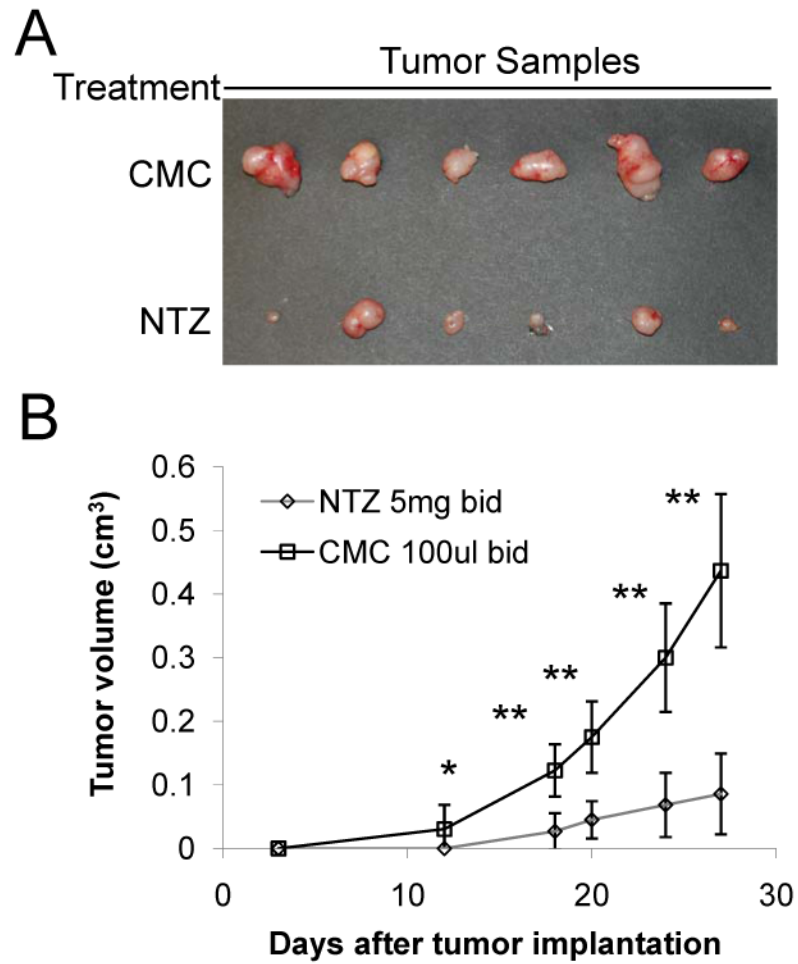 A
Tumor Samples
Treatment
CMC
NTZ
B
0.6
0.5
0.4
0.3
0.2
0.1
0
Tumor volume (cm³)
NTZ 5mg bid
CMC 100ul bid
*
**
**
**
**
0
10
20
30
Days after tumor implantation